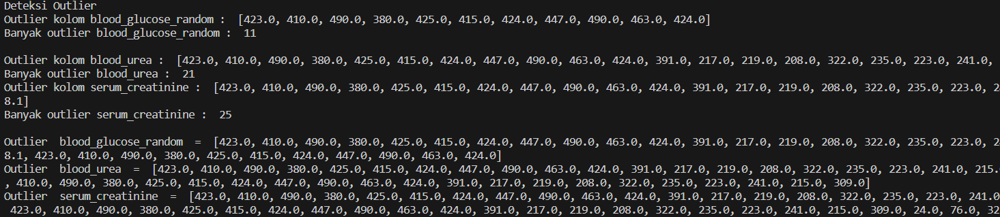 Deteksi Outlier
Outlier kolom blood_glucose_random :  [423.0, 410.0, 490.0, 380.0, 425.0, 415.0, 424.0, 447.0, 490.0, 463.0, 424.0]
Banyak outlier blood_glucose_random :  11
Outlier kolom blood_urea :  [423.0, 410.0, 490.0, 380.0, 425.0, 415.0, 424.0, 447.0, 490.0, 463.0, 424.0, 391.0, 217.0, 219.0, 208.0, 322.0, 235.0, 223.0, 241.0,
Banyak outlier blood_urea :  21
Outlier kolom serum_creatinine :  [423.0, 410.0, 490.0, 380.0, 425.0, 415.0, 424.0, 447.0, 490.0, 463.0, 424.0, 391.0, 217.0, 219.0, 208.0, 322.0, 235.0, 223.0,
8.1]
Banyak outlier serum_creatinine :  25
Outlier  blood_glucose_random  =  [423.0, 410.0, 490.0, 380.0, 425.0, 415.0, 424.0, 447.0, 490.0, 463.0, 424.0, 391.0, 217.0, 219.0, 208.0, 322.0, 235.0, 223.0,
8.1, 423.0, 410.0, 490.0, 380.0, 425.0, 415.0, 424.0, 447.0, 490.0, 463.0, 424.0]
Outlier  blood_urea  =  [423.0, 410.0, 490.0, 380.0, 425.0, 415.0, 424.0, 447.0, 490.0, 463.0, 424.0, 391.0, 217.0, 219.0, 208.0, 322.0, 235.0, 223.0, 241.0, 215.
, 410.0, 490.0, 380.0, 425.0, 415.0, 424.0, 447.0, 490.0, 463.0, 424.0, 391.0, 217.0, 219.0, 208.0, 322.0, 235.0, 223.0, 241.0, 215.0, 309.0]
Outlier  serum_creatinine  =  [423.0, 410.0, 490.0, 380.0, 425.0, 415.0, 424.0, 447.0, 490.0, 463.0, 424.0, 391.0, 217.0, 219.0, 208.0, 322.0, 235.0, 223.0, 241.0
423.0, 410.0, 490.0, 380.0, 425.0, 415.0, 424.0, 447.0, 490.0, 463.0, 424.0, 391.0, 217.0, 219.0, 208.0, 322.0, 235.0, 223.0, 241.0, 215.0, 309.0, 24.0, 76.0, 32